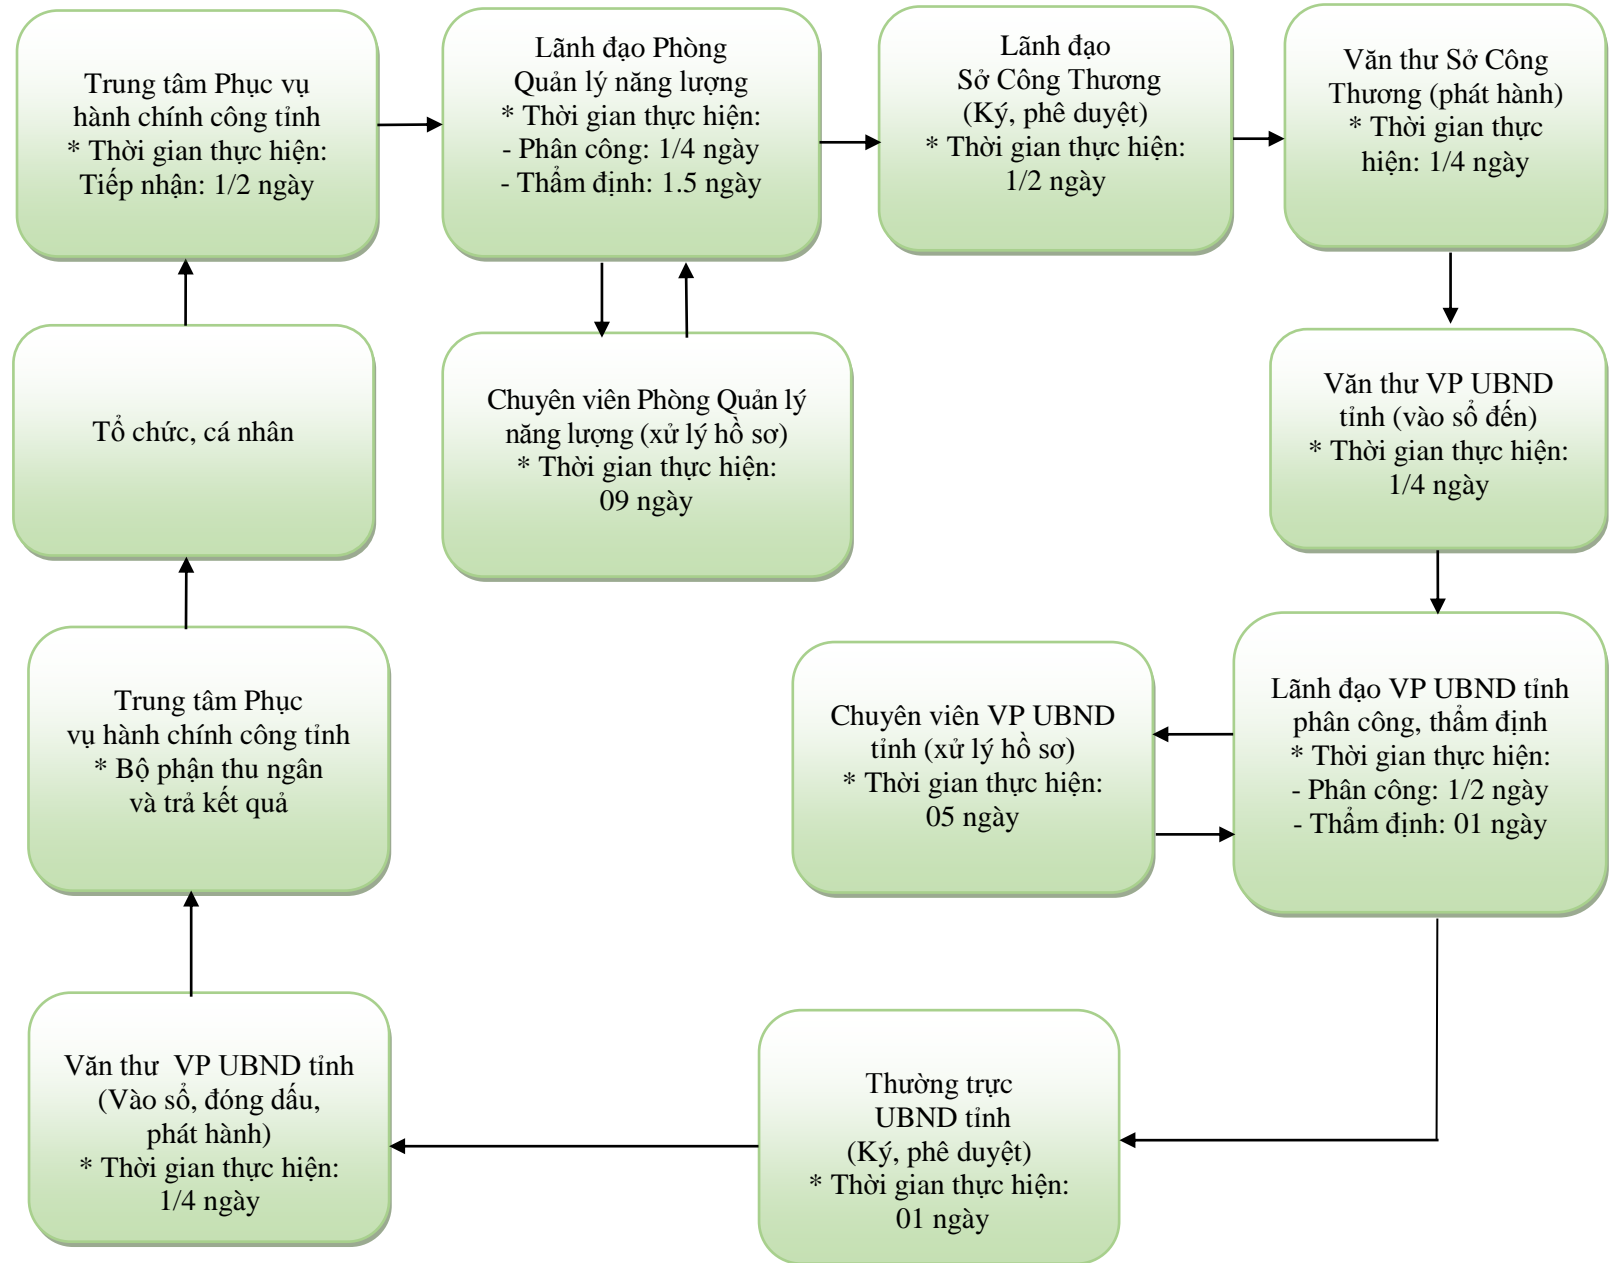 Trung tâm Phục vụ
hành chính công tỉnh
* Thời gian thực hiện:
Tiếp nhận: 1/2 ngày
Lãnh đạo Phòng
Quản lý năng lượng
* Thời gian thực hiện:
- Phân công: 1/4 ngày
- Thẩm định: 1.5 ngày
Lãnh đạo
Sở Công Thương
(Ký, phê duyệt)
* Thời gian thực hiện:
1/2 ngày
Văn thư Sở Công
Thương (phát hành)
* Thời gian thực
hiện: 1/4 ngày
Tổ chức, cá nhân
Chuyên viên Phòng Quản lý
năng lượng (xử lý hồ sơ)
* Thời gian thực hiện:
09 ngày
Văn thư VP UBND
tỉnh (vào sổ đến)
* Thời gian thực hiện:
1/4 ngày
Trung tâm Phục
vụ hành chính công tỉnh
* Bộ phận thu ngân
và trả kết quả
Chuyên viên VP UBND
tỉnh (xử lý hồ sơ)
* Thời gian thực hiện:
05 ngày
Lãnh đạo VP UBND tỉnh
phân công, thẩm định
* Thời gian thực hiện:
- Phân công: 1/2 ngày
- Thẩm định: 01 ngày
Văn thư  VP UBND tỉnh
(Vào sổ, đóng dấu,
phát hành)
* Thời gian thực hiện:
1/4 ngày
Thường trực
UBND tỉnh
(Ký, phê duyệt)
* Thời gian thực hiện:
01 ngày